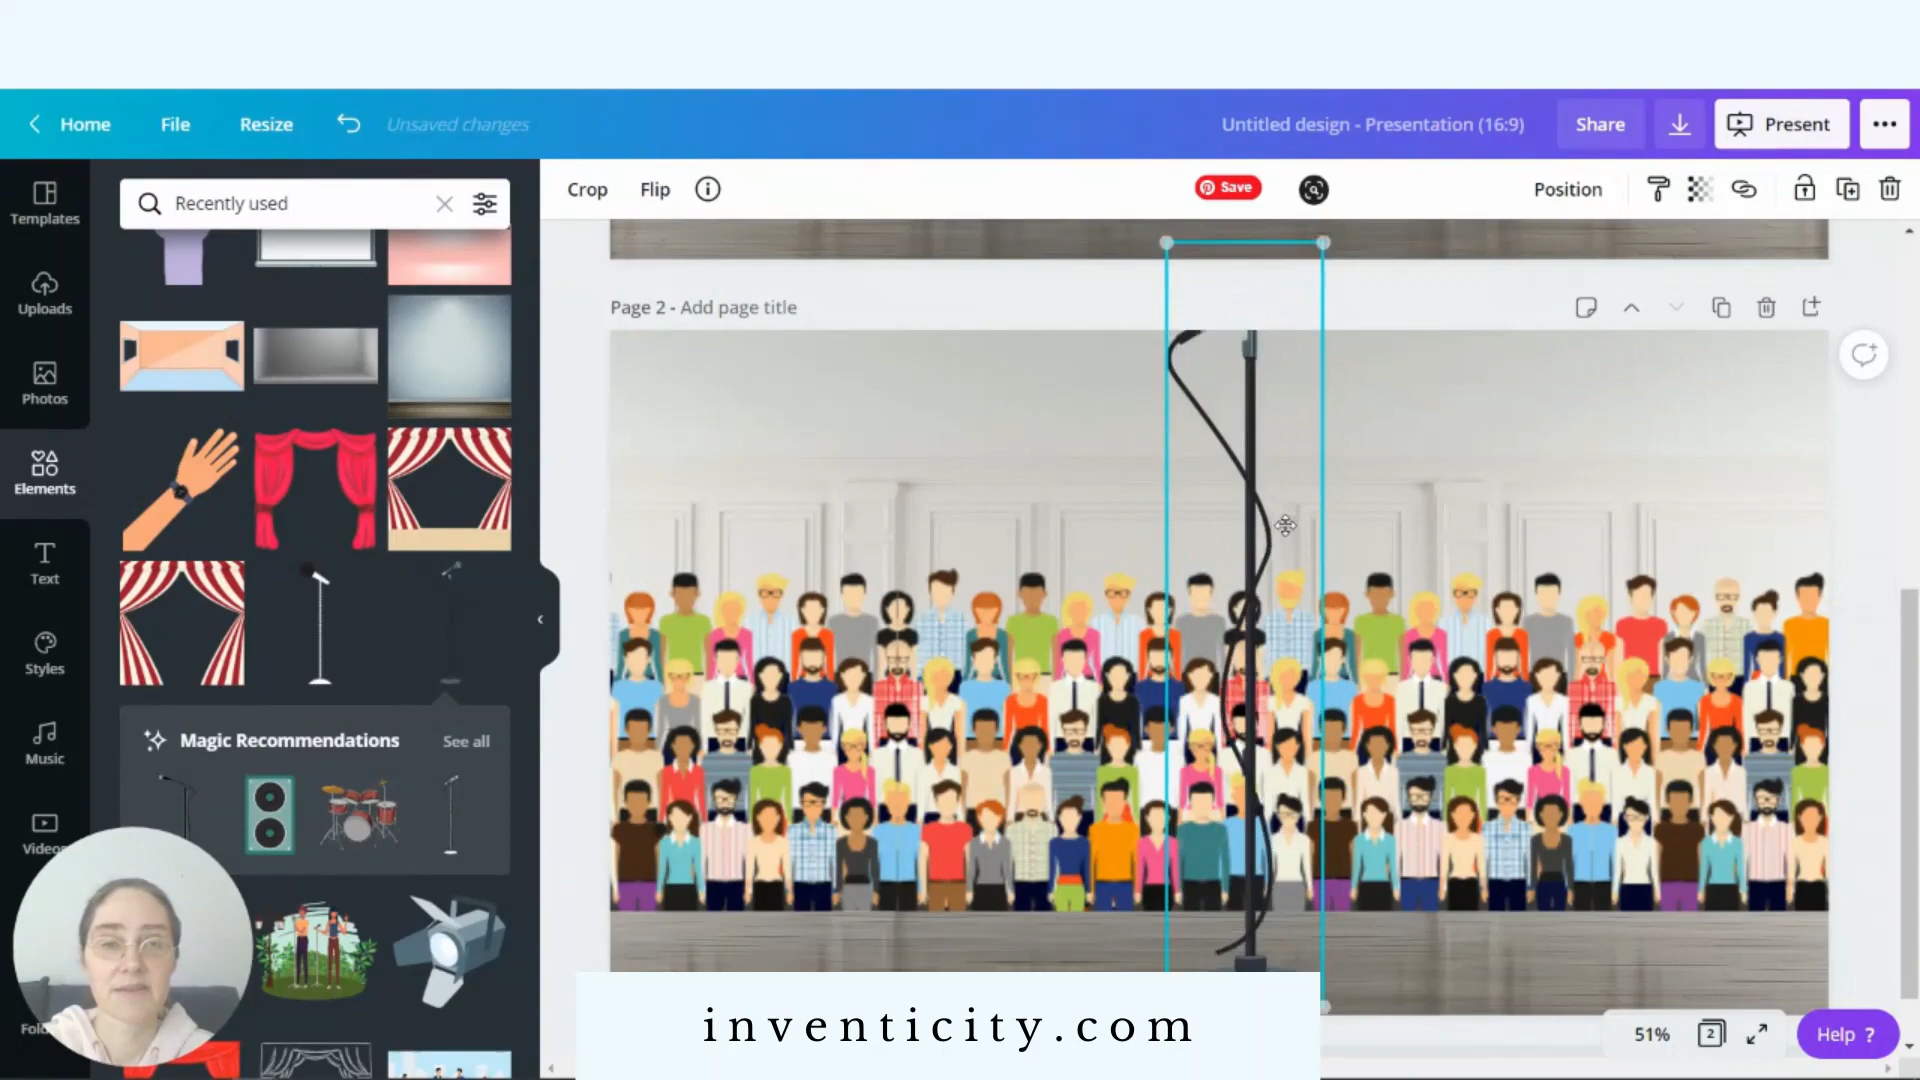 Home File Resize Unsaved changes Untitled design - Presentation (16:9) Share Present
Templates
Uploads
Photos
Elements
Text
Styles
Music
Videos
Recently used
Magic Recommendations See all
Crop Flip Save Position
Page 2 - Add page title
inventicity.com
51% 2 Help ?